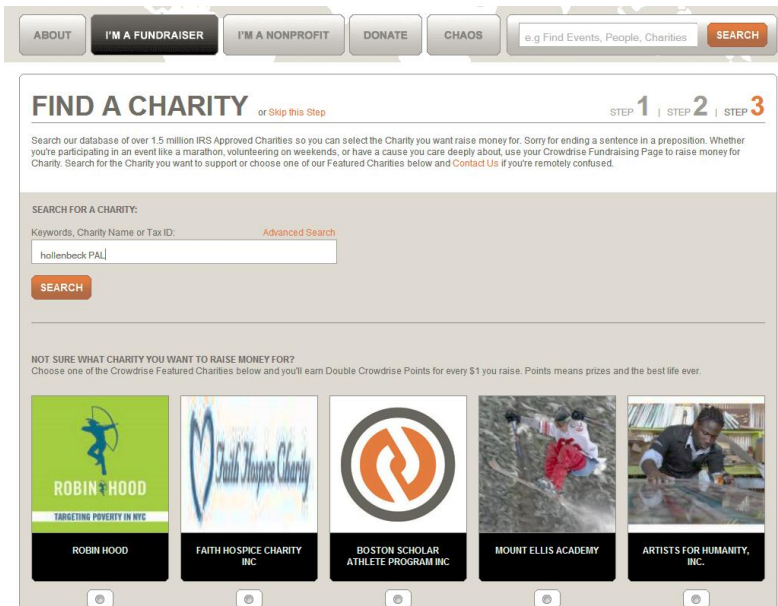 ABOUT
I'M A FUNDRAISER
I'M A NONPROFIT
DONATE
CHAOS
e.g Find Events, People, Charities
SEARCH
FIND A CHARITY or Skip this Step
STEP 1 | STEP 2 | STEP 3
Search our database of over 1.5 million IRS Approved Charities so you can select the Charity you want raise money for. Sorry for ending a sentence in a preposition. Whether
you're participating in an event like a marathon, volunteering on weekends, or have a cause you care deeply about, use your Crowdrise Fundraising Page to raise money for
Charity. Search for the Charity you want to support or choose one of our Featured Charities below and Contact Us if you're remotely confused.
SEARCH FOR A CHARITY:
Keywords, Charity Name or Tax ID:
Advanced Search
hollenbeck PAL
SEARCH
NOT SURE WHAT CHARITY YOU WANT TO RAISE MONEY FOR?
Choose one of the Crowdrise Featured Charities below and you'll earn Double Crowdrise Points for every $1 you raise. Points means prizes and the best life ever.
ROBIN HOOD
TARGETING POVERTY IN NYC
Faith Hospice Charity
ROBIN HOOD
FAITH HOSPICE CHARITY
INC
BOSTON SCHOLAR
ATHLETE PROGRAM INC
MOUNT ELLIS ACADEMY
ARTISTS FOR HUMANITY,
INC.